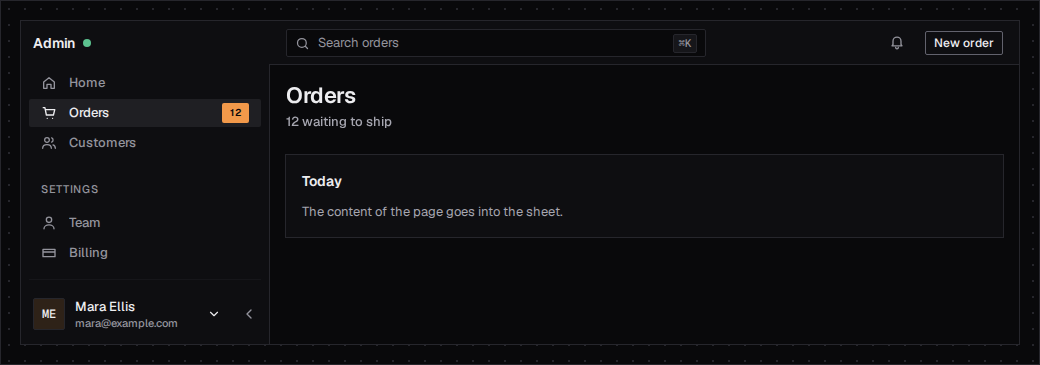 Admin
Search orders
⌘K
New order
Home
Orders
12
Customers
SETTINGS
Team
Billing
ME
Mara Ellis
mara@example.com
Orders
12 waiting to ship
Today
The content of the page goes into the sheet.